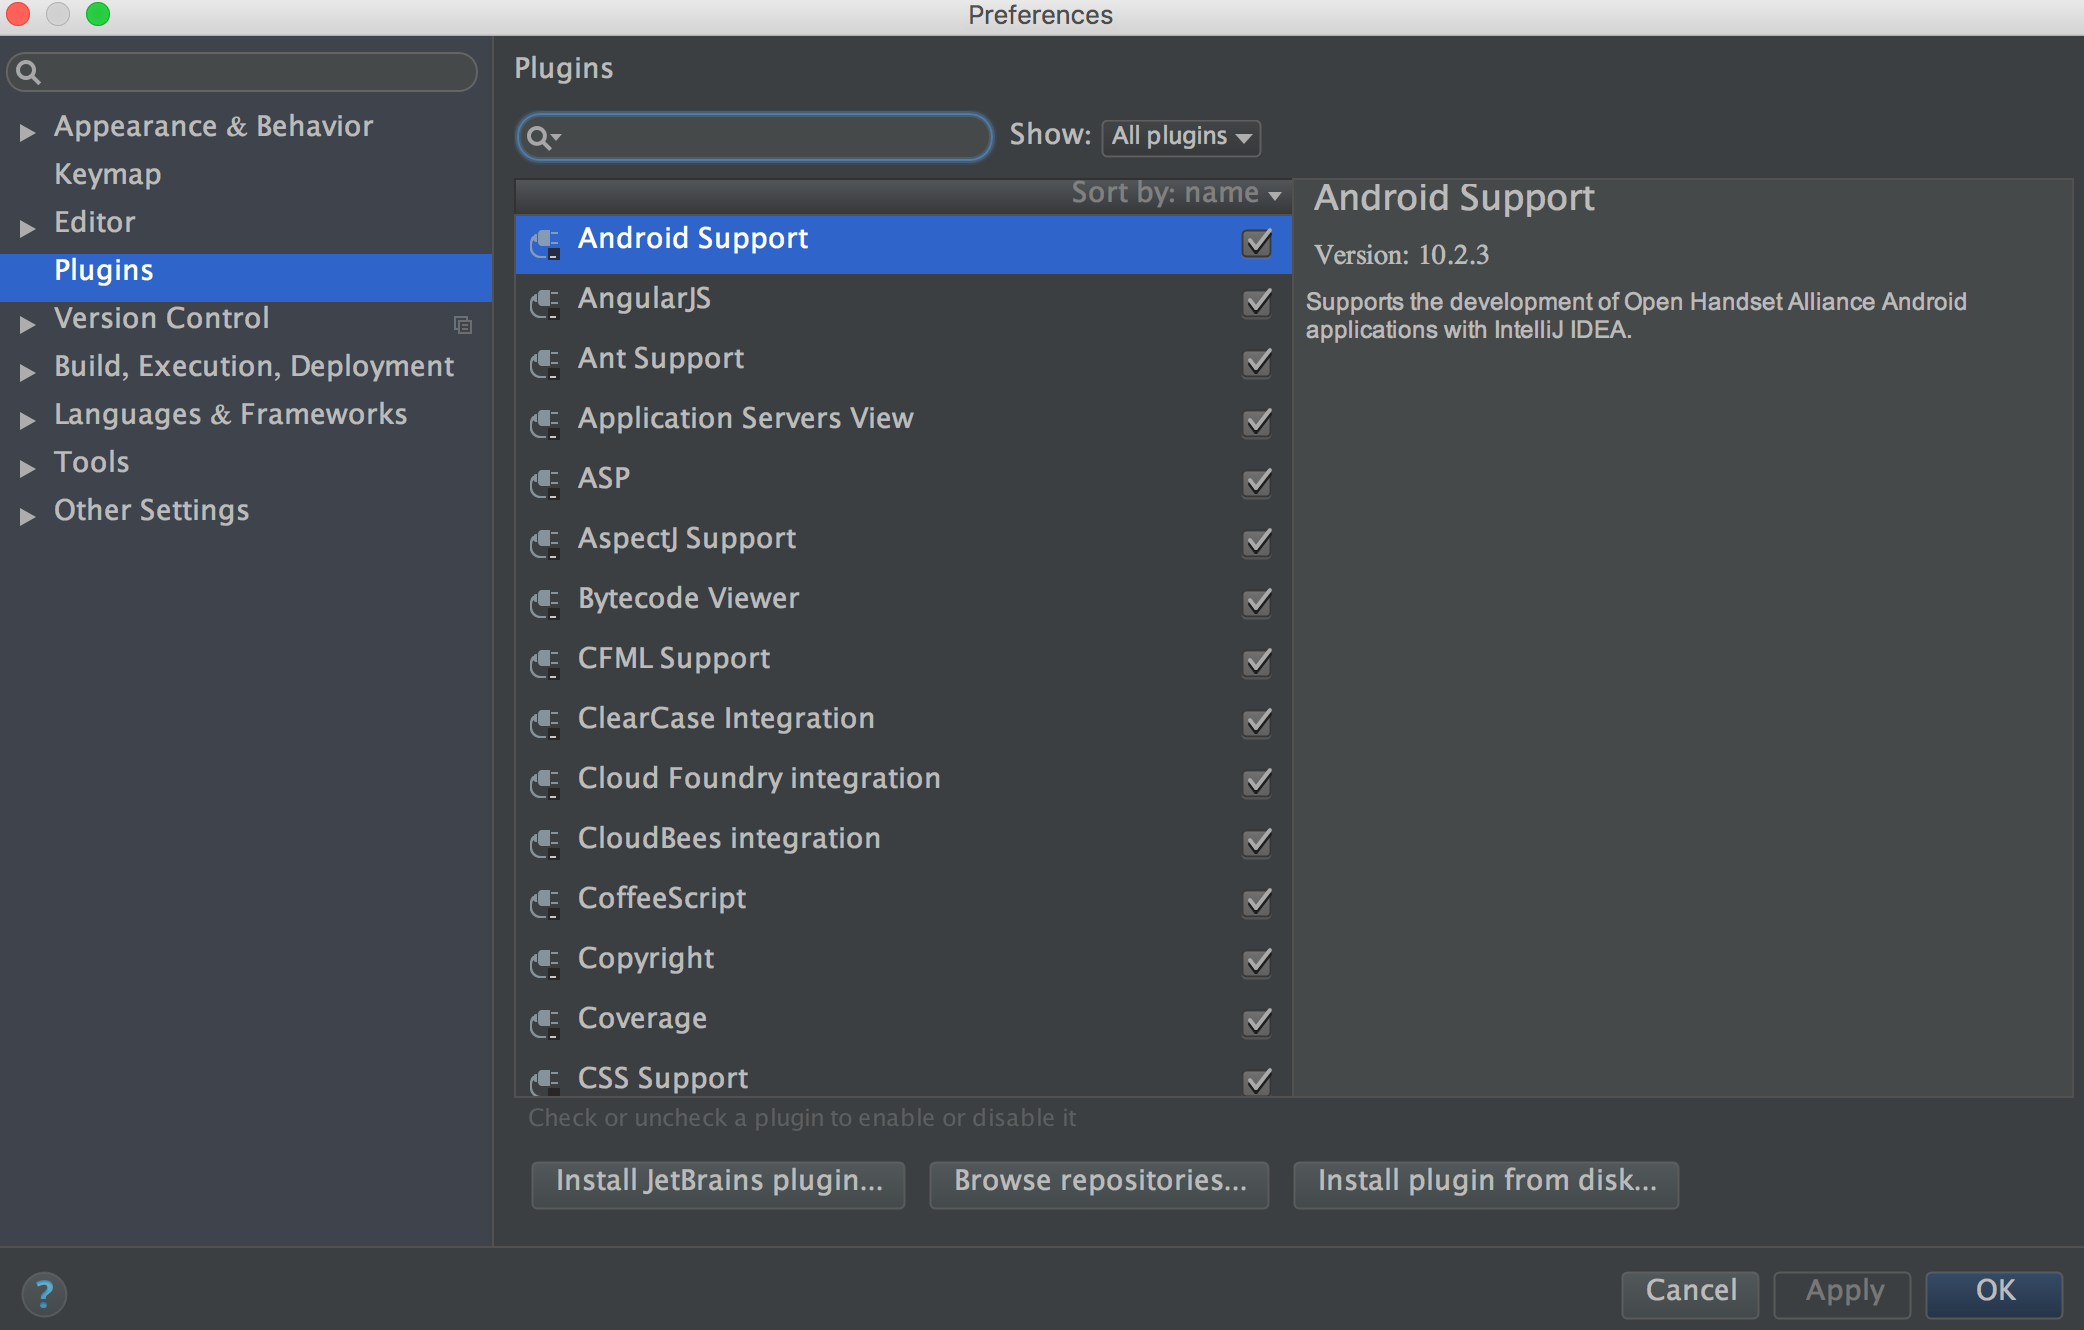 Preferences
Appearance & Behavior
Keymap
Editor
Plugins
Version Control
Build, Execution, Deployment
Languages & Frameworks
Tools
Other Settings
Plugins
Show: All plugins
Sort by: name
Android Support
AngularJS
Ant Support
Application Servers View
ASP
AspectJ Support
Bytecode Viewer
CFML Support
ClearCase Integration
Cloud Foundry integration
CloudBees integration
CoffeeScript
Copyright
Coverage
CSS Support
Android Support
Version: 10.2.3
Supports the development of Open Handset Alliance Android
applications with IntelliJ IDEA.
Check or uncheck a plugin to enable or disable it
Install JetBrains plugin...
Browse repositories...
Install plugin from disk...
?
Cancel
Apply
OK